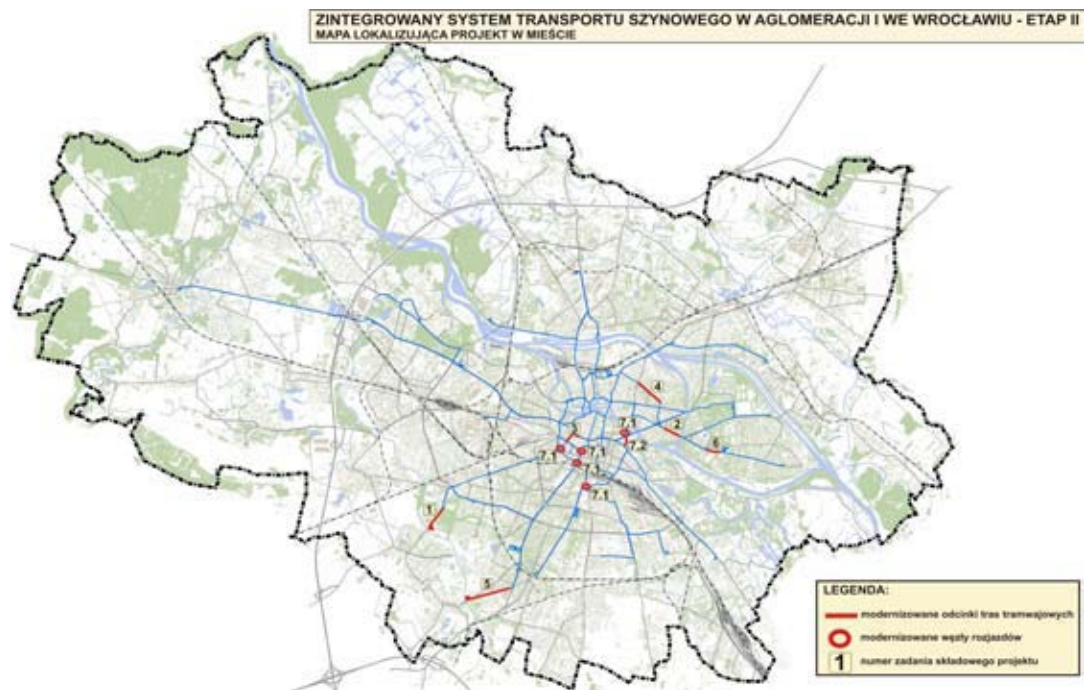 ZINTEGROWANY SYSTEM TRANSPORTU SZYNOWEGO W AGLOMERACJI I WE WROCŁAWIU - ETAP II
MAPA LOKALIZUJĄCA PROJEKT W MIEŚCIE
4
3
7.1
2
7.2
6
7.1
7.1
7.1
7.1
1
5
LEGENDA:
modernizowane odcinki tras tramwajowych
modernizowane węzły rozjazdów
1 numer zadania składowego projektu